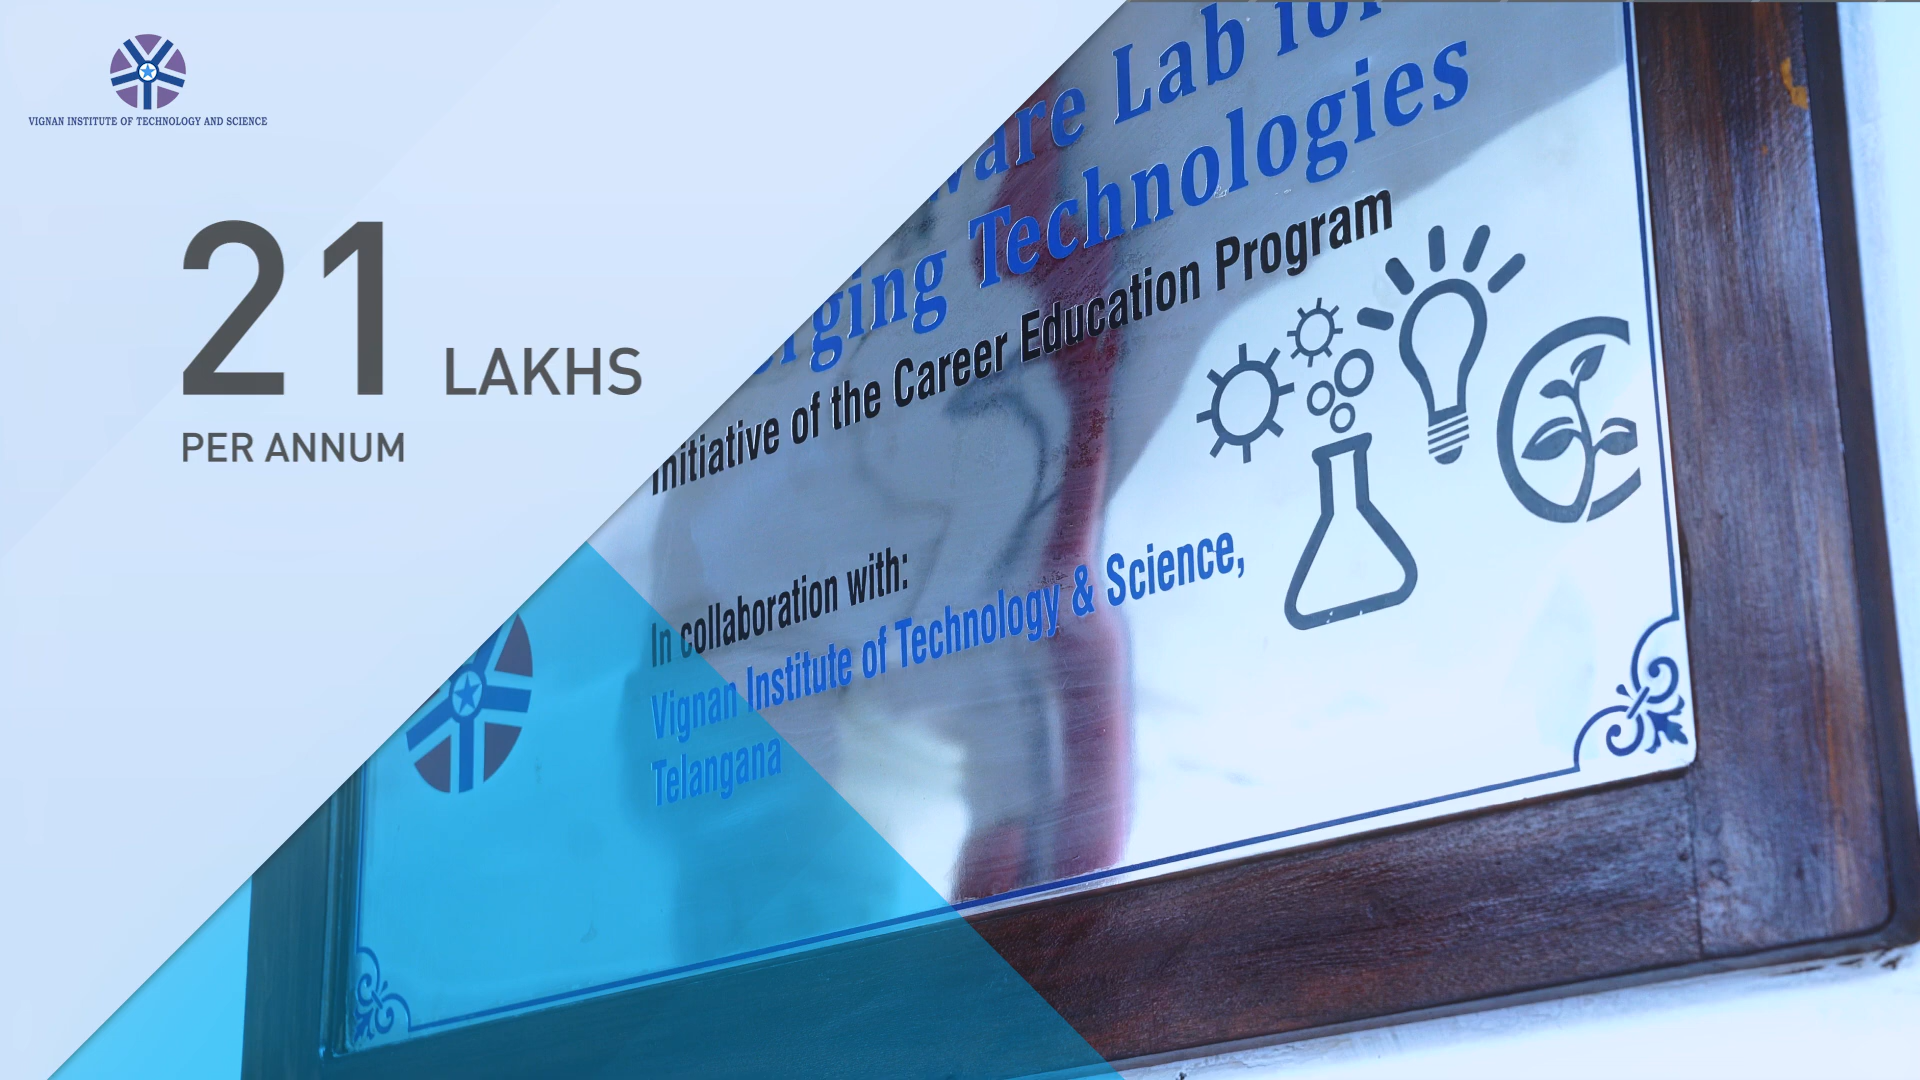 VIGNAN INSTITUTE OF TECHNOLOGY AND SCIENCE
21 LAKHS
PER ANNUM
Lab for
Technologies
Initiative of the Career Education Program
In collaboration with:
Vignan Institute of Technology & Science,
Telangana